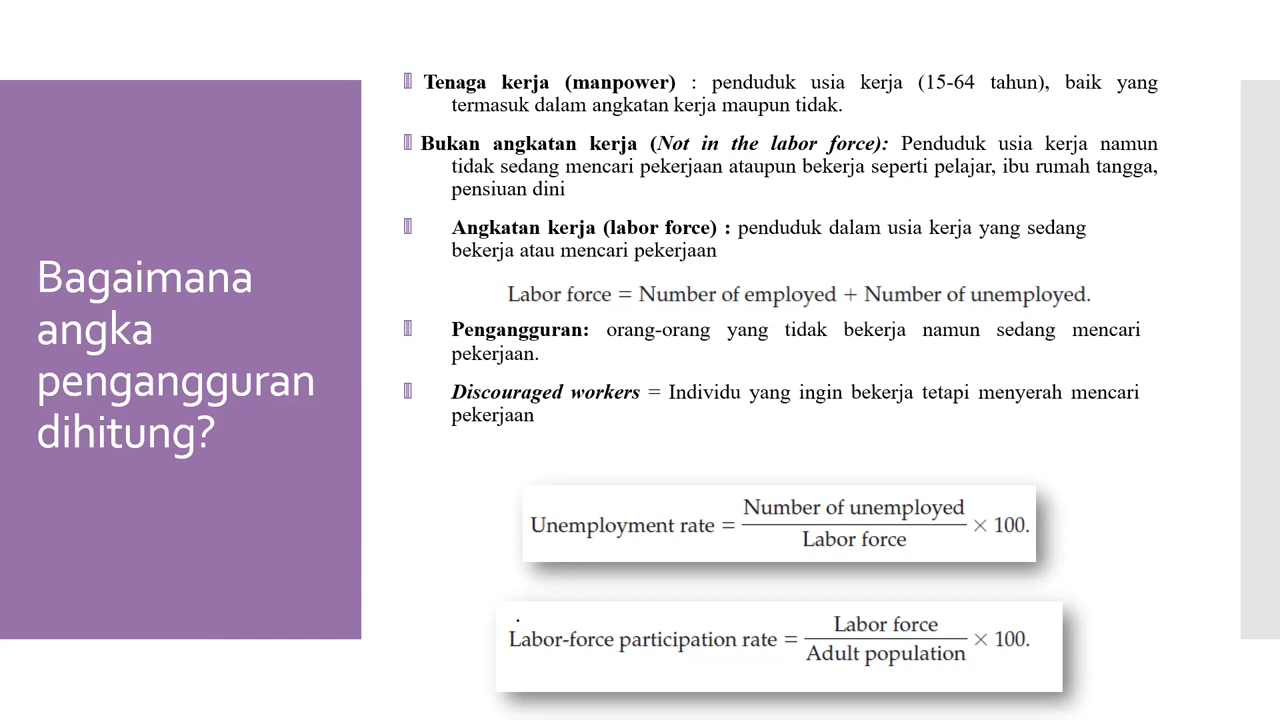 Bagaimana
angka
pengangguran
dihitung?
Tenaga kerja (manpower) : penduduk usia kerja (15-64 tahun), baik yang
termasuk dalam angkatan kerja maupun tidak.
Bukan angkatan kerja (Not in the labor force): Penduduk usia kerja namun
tidak sedang mencari pekerjaan ataupun bekerja seperti pelajar, ibu rumah tangga,
pensiuan dini
Angkatan kerja (labor force) : penduduk dalam usia kerja yang sedang
bekerja atau mencari pekerjaan
Labor force = Number of employed + Number of unemployed.
Pengangguran: orang-orang yang tidak bekerja namun sedang mencari
pekerjaan.
Discouraged workers = Individu yang ingin bekerja tetapi menyerah mencari
pekerjaan
Number of unemployed
Unemployment rate = × 100.
Labor force
Labor force
Labor-force participation rate = × 100.
Adult population